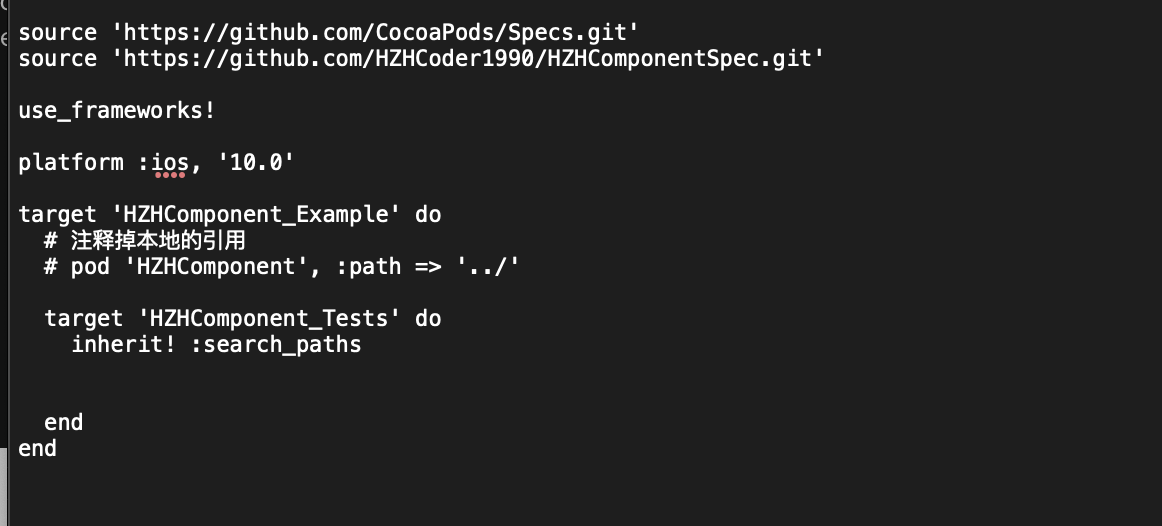 source 'https://github.com/CocoaPods/Specs.git'
source 'https://github.com/HZHCoder1990/HZHComponentSpec.git'
use_frameworks!
platform :ios, '10.0'
target 'HZHComponent_Example' do
# 注释掉本地的引用
# pod 'HZHComponent', :path => '../'
target 'HZHComponent_Tests' do
inherit! :search_paths
end
end